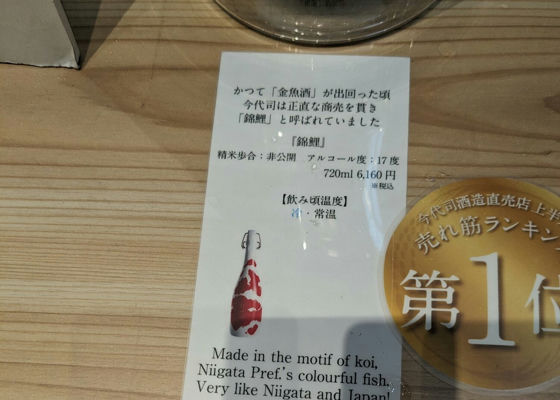 かつて「金魚酒」が出回った頃
今代司は正直な商売を貫き
「錦鯉」と呼ばれていました
『錦鯉』
精米歩合：非公開　アルコール度：17度
720ml 6,160円
※税込
【飲み頃温度】
冷・常温
Made in the motif of koi,
Niigata Pref.'s colourful fish.
Very like Niigata and Japan!
今代司酒造直売店 上半
売れ筋ランキン
第1位